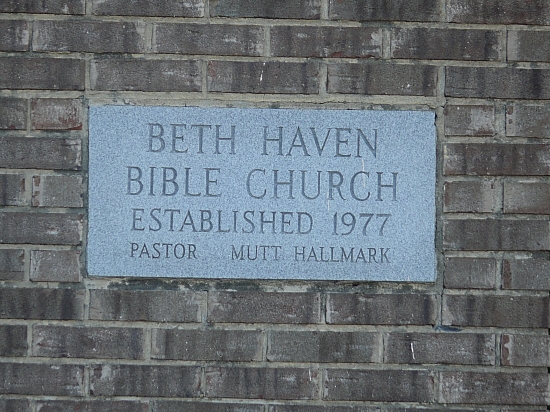 BETH HAVEN
BIBLE CHURCH
ESTABLISHED 1977
PASTOR MUTT HALLMARK